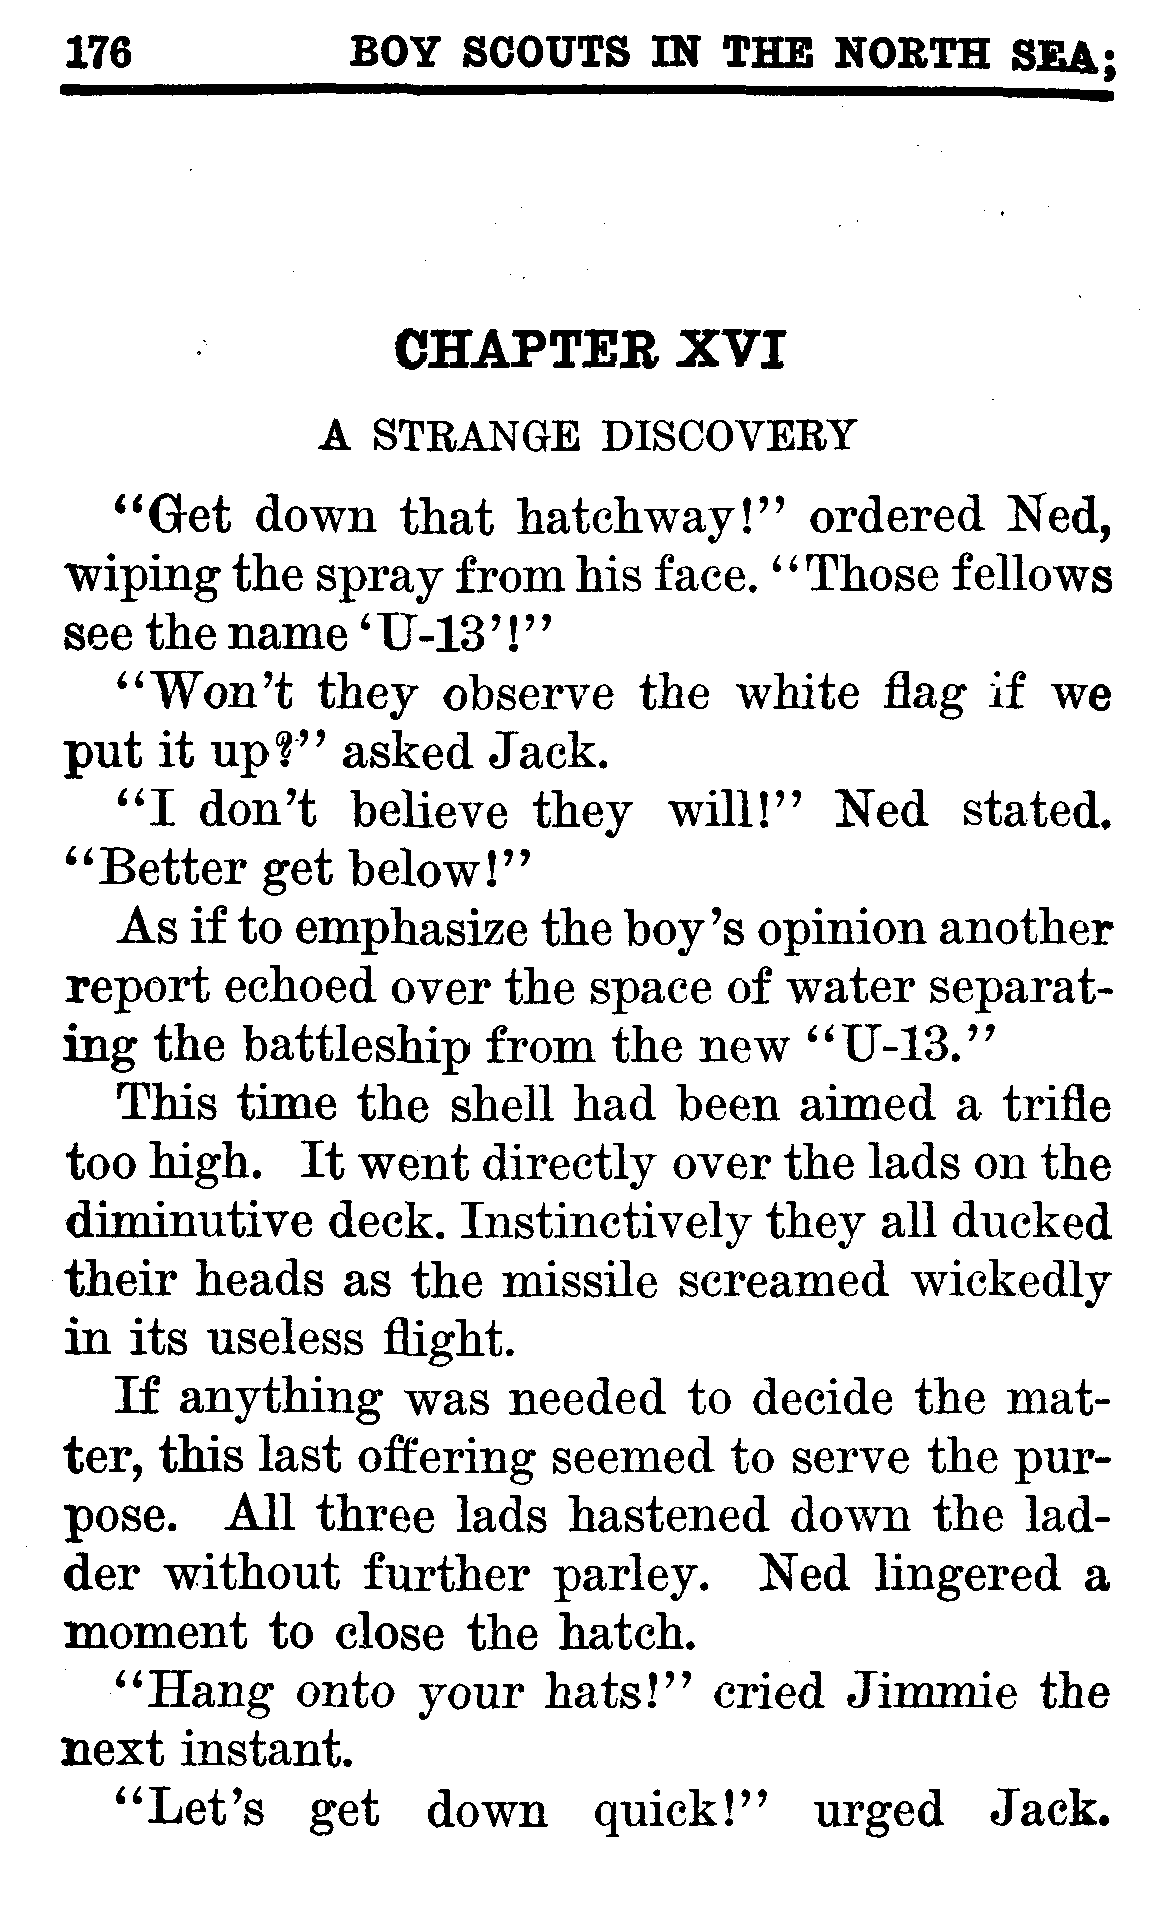 176 BOY SCOUTS IN THE NORTH SEA;
CHAPTER XVI
A STRANGE DISCOVERY
"Get down that hatchway!" ordered Ned,
wiping the spray from his face. "Those fellows
see the name 'U-13'!"
"Won't they observe the white flag if we
put it up?" asked Jack.
"I don't believe they will!" Ned stated.
"Better get below!"
As if to emphasize the boy's opinion another
report echoed over the space of water separat-
ing the battleship from the new "U-13."
This time the shell had been aimed a trifle
too high. It went directly over the lads on the
diminutive deck. Instinctively they all ducked
their heads as the missile screamed wickedly
in its useless flight.
If anything was needed to decide the mat-
ter, this last offering seemed to serve the pur-
pose. All three lads hastened down the lad-
der without further parley. Ned lingered a
moment to close the hatch.
"Hang onto your hats!" cried Jimmie the
next instant.
"Let's get down quick!" urged Jack.